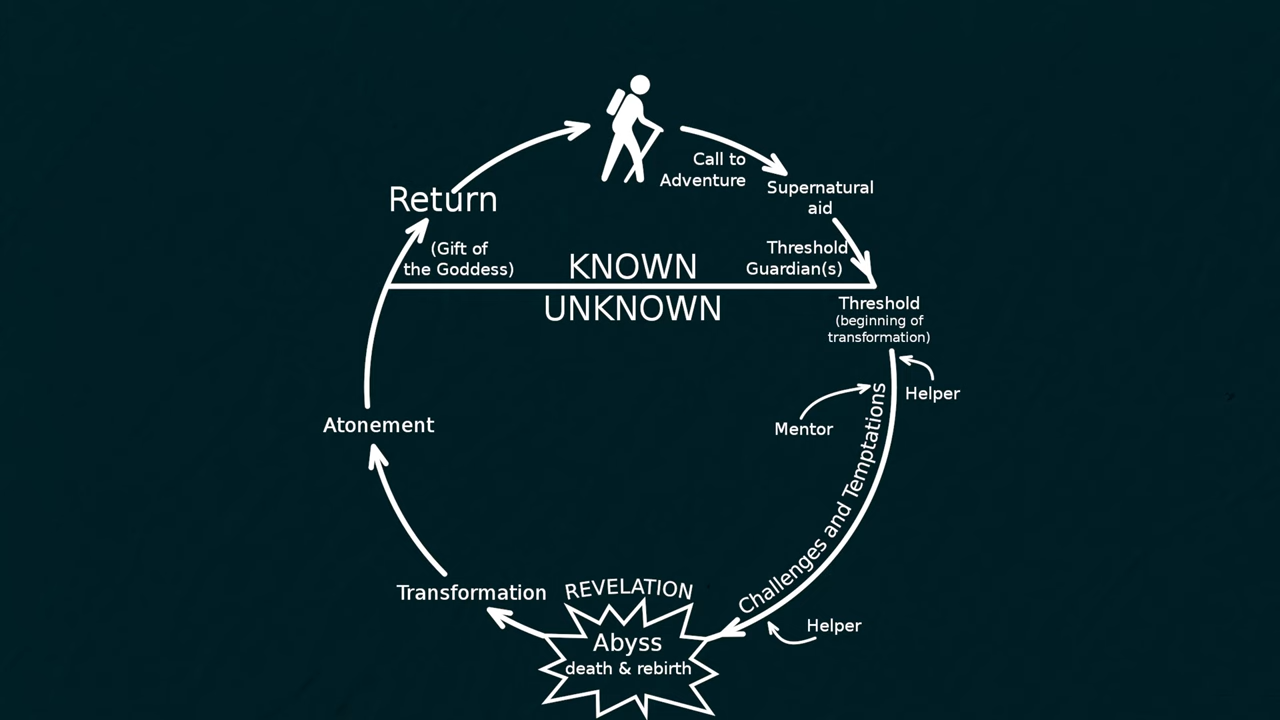 Call to
Adventure
Supernatural
aid
Return
(Gift of
the Goddess)
KNOWN
Threshold
Guardian(s)
UNKNOWN
Threshold
(beginning of
transformation)
Helper
Mentor
Challenges and Temptations
Helper
REVELATION
Abyss
death & rebirth
Transformation
Atonement